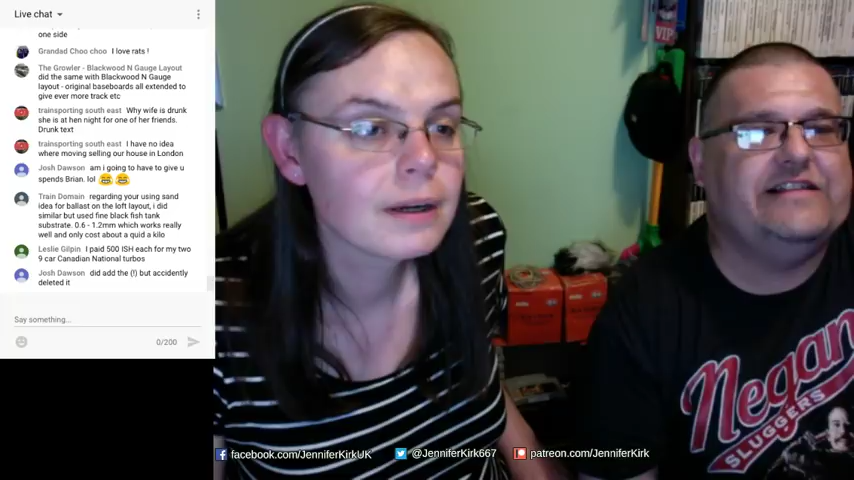 Live chat
one side
Grandad Choo choo I love rats !
The Growler - Blackwood N Gauge Layout
did the same with Blackwood N Gauge
layout - original baseboards all extended to
give ever more track etc
trainsporting south east Why wife is drunk
she is at hen night for one of her friends.
Drunk text
trainsporting south east I have no idea
where moving selling our house in London
Josh Dawson am i going to have to give u
spends Brian. lol 😂 😂
Train Domain regarding your using sand
idea for ballast on the loft layout, i did
similar but used fine black fish tank
substrate. 0.6 - 1.2mm which works really
well and only cost about a quid a kilo
Leslie Gilpin I paid 500 ISH each for my two
9 car Canadian National turbos
Josh Dawson did add the (!) but accidently
deleted it
Say something...
0/200
VIP
Negan
SLUGGERS
facebook.com/JenniferKirkUK
@JenniferKirk667
patreon.com/JenniferKirk